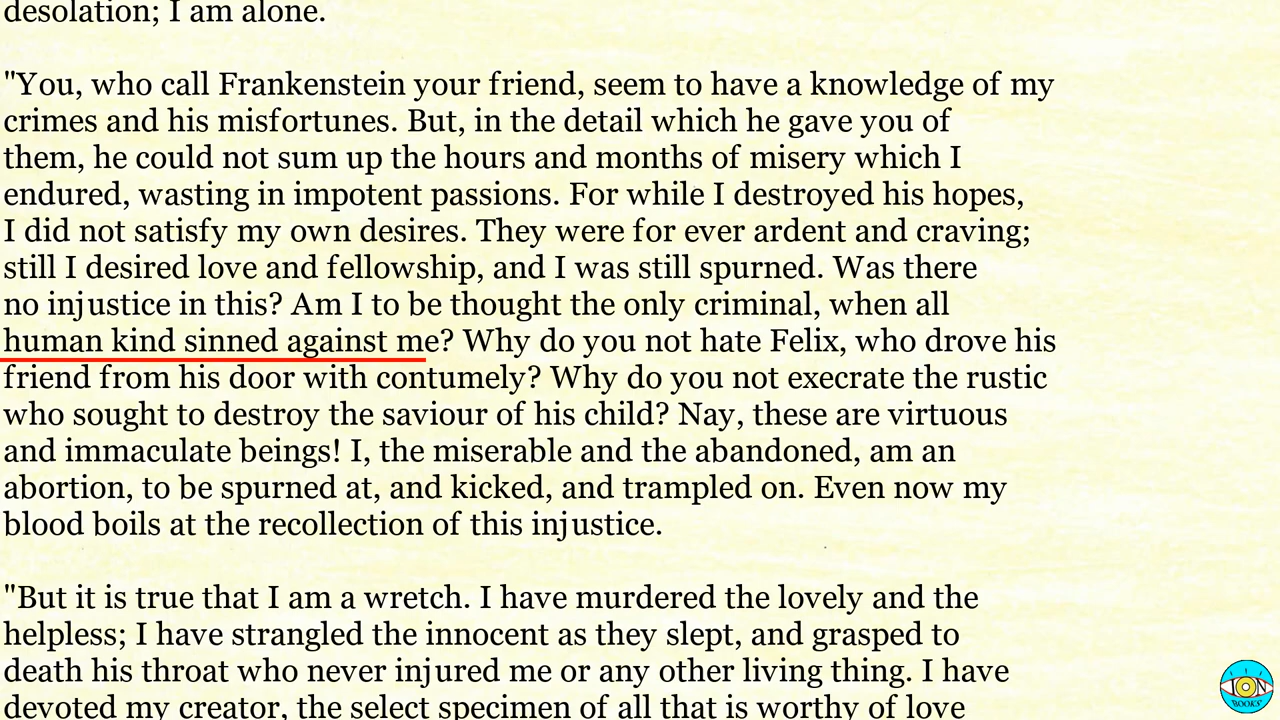 desolation; I am alone.
"You, who call Frankenstein your friend, seem to have a knowledge of my
crimes and his misfortunes. But, in the detail which he gave you of
them, he could not sum up the hours and months of misery which I
endured, wasting in impotent passions. For while I destroyed his hopes,
I did not satisfy my own desires. They were for ever ardent and craving;
still I desired love and fellowship, and I was still spurned. Was there
no injustice in this? Am I to be thought the only criminal, when all
human kind sinned against me? Why do you not hate Felix, who drove his
friend from his door with contumely? Why do you not execrate the rustic
who sought to destroy the saviour of his child? Nay, these are virtuous
and immaculate beings! I, the miserable and the abandoned, am an
abortion, to be spurned at, and kicked, and trampled on. Even now my
blood boils at the recollection of this injustice.
"But it is true that I am a wretch. I have murdered the lovely and the
helpless; I have strangled the innocent as they slept, and grasped to
death his throat who never injured me or any other living thing. I have
devoted my creator, the select specimen of all that is worthy of love
ION
BOOKS